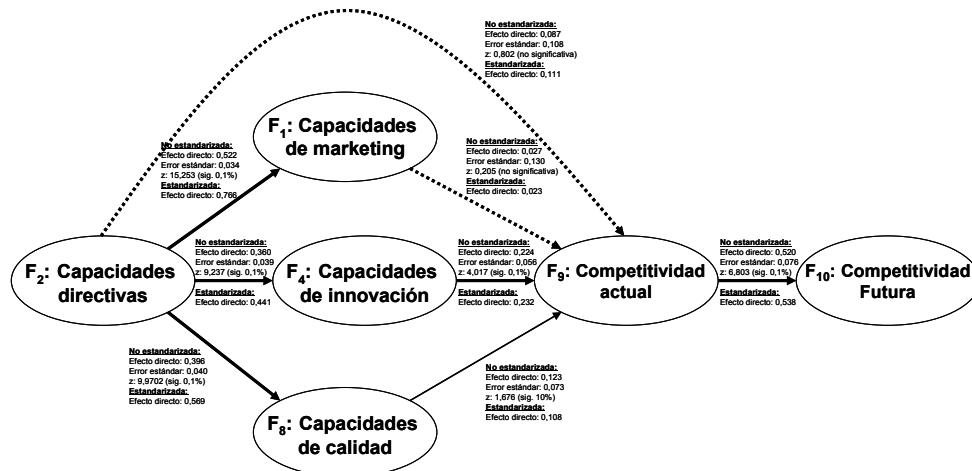 No estandarizada:
Efecto directo: 0,087
Error estándar: 0,108
z: 0,802 (no significativa)
Estandarizada:
Efecto directo: 0,111
F1: Capacidades
de marketing
No estandarizada:
Efecto directo: 0,522
Error estándar: 0,034
z: 15,253 (sig. 0,1%)
Estandarizada:
Efecto directo: 0,766
No estandarizada:
Efecto directo: 0,027
Error estándar: 0,130
z: 0,205 (no significativa)
Estandarizada:
Efecto directo: 0,023
F2: Capacidades
directivas
No estandarizada:
Efecto directo: 0,360
Error estándar: 0,039
z: 9,237 (sig. 0,1%)
Estandarizada:
Efecto directo: 0,441
F4: Capacidades
de innovación
No estandarizada:
Efecto directo: 0,224
Error estándar: 0,056
z: 4,017 (sig. 0,1%)
Estandarizada:
Efecto directo: 0,232
F9: Competitividad
actual
No estandarizada:
Efecto directo: 0,520
Error estándar: 0,076
z: 6,803 (sig. 0,1%)
Estandarizada:
Efecto directo: 0,538
F10: Competitividad
Futura
No estandarizada:
Efecto directo: 0,396
Error estándar: 0,040
z: 9,9702 (sig. 0,1%)
Estandarizada:
Efecto directo: 0,569
No estandarizada:
Efecto directo: 0,123
Error estándar: 0,073
z: 1,676 (sig. 10%)
Estandarizada:
Efecto directo: 0,108
F8: Capacidades
de calidad